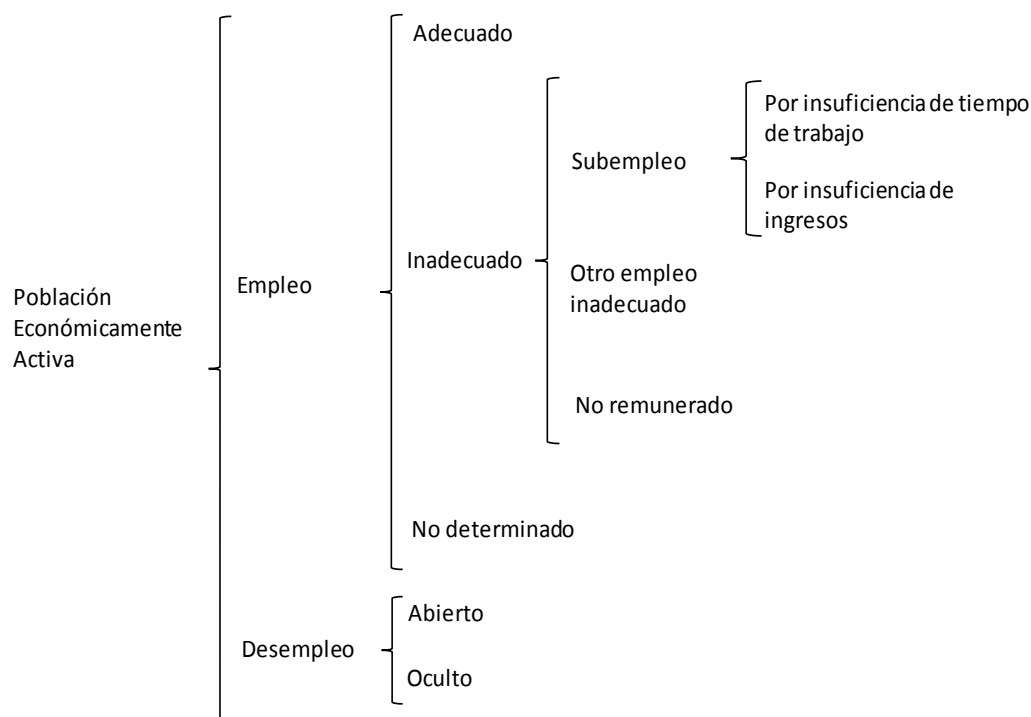 Adecuado
Por insuficiencia de tiempo
de trabajo
Subempleo
Por insuficiencia de
ingresos
Inadecuado
Otro empleo
inadecuado
Empleo
Población
Económicamente
Activa
No remunerado
No determinado
Abierto
Desempleo
Oculto